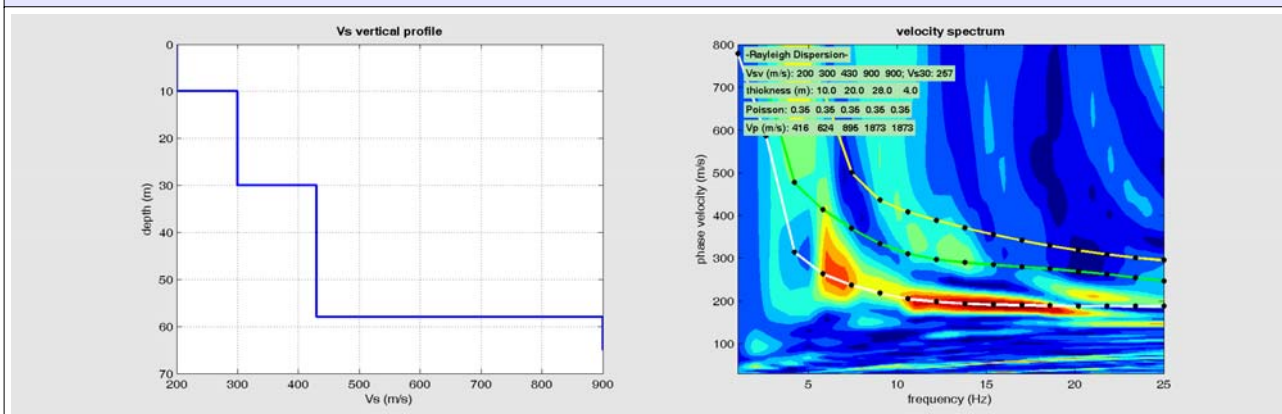 Vs vertical profile
0
10
20
30
40
50
60
70
depth (m)
200 300 400 500 600 700 800 900
Vs (m/s)
velocity spectrum
-Rayleigh Dispersion-
Vsv (m/s): 200 300 430 900 900; Vs30: 257
thickness (m): 10.0 20.0 28.0 4.0
Poisson: 0.35 0.35 0.35 0.35 0.35
Vp (m/s): 416 624 895 1873 1873
800
700
600
500
400
300
200
100
phase velocity (m/s)
5 10 15 20 25
frequency (Hz)